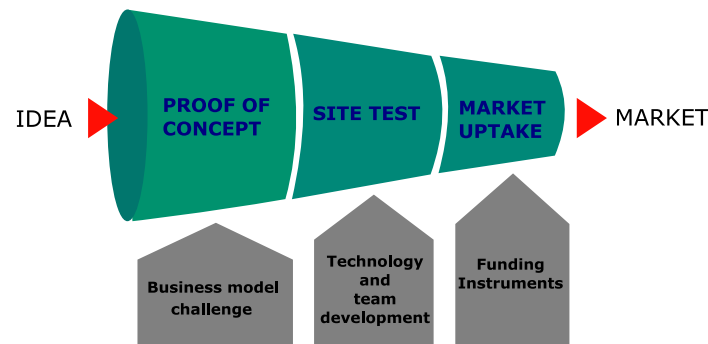 IDEA
PROOF OF
CONCEPT
SITE TEST
MARKET
UPTAKE
MARKET
Business model
challenge
Technology
and
team
development
Funding
Instruments